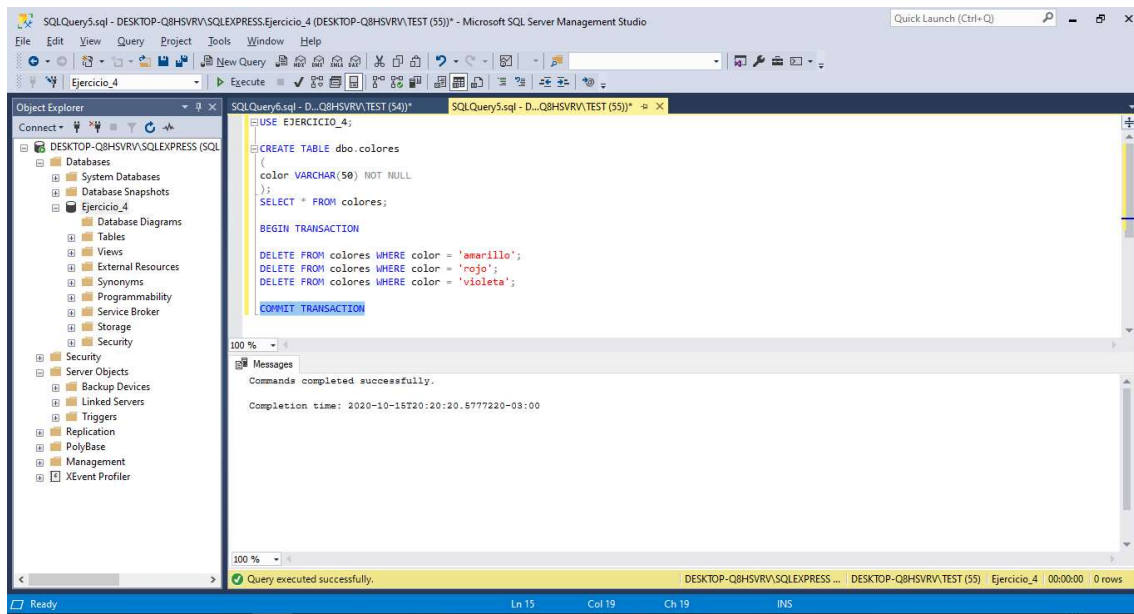 SQLQuery5.sql - DESKTOP-Q8HSVRV\SQLEXPRESS.Ejercicio_4 (DESKTOP-Q8HSVRV\TEST (55))* - Microsoft SQL Server Management Studio
Quick Launch (Ctrl+Q)
File Edit View Query Project Tools Window Help
New Query
Ejercicio_4
Execute
Object Explorer
SQLQuery6.sql - D...Q8HSVRV\TEST (54))*
SQLQuery5.sql - D...Q8HSVRV\TEST (55))*
Connect
DESKTOP-Q8HSVRV\SQLEXPRESS (SQL
Databases
System Databases
Database Snapshots
Ejercicio_4
Database Diagrams
Tables
Views
External Resources
Synonyms
Programmability
Service Broker
Storage
Security
Security
Server Objects
Backup Devices
Linked Servers
Triggers
Replication
PolyBase
Management
XEvent Profiler
USE EJERCICIO_4;
CREATE TABLE dbo.colores
(
color VARCHAR(50) NOT NULL
);
SELECT * FROM colores;
BEGIN TRANSACTION
DELETE FROM colores WHERE color = 'amarillo';
DELETE FROM colores WHERE color = 'rojo';
DELETE FROM colores WHERE color = 'violeta';
COMMIT TRANSACTION
100 %
Messages
Commands completed successfully.
Completion time: 2020-10-15T20:20:20.5777220-03:00
100 %
Query executed successfully.
DESKTOP-Q8HSVRV\SQLEXPRESS ...
DESKTOP-Q8HSVRV\TEST (55)
Ejercicio_4
00:00:00
0 rows
Ready
Ln 15
Col 19
Ch 19
INS